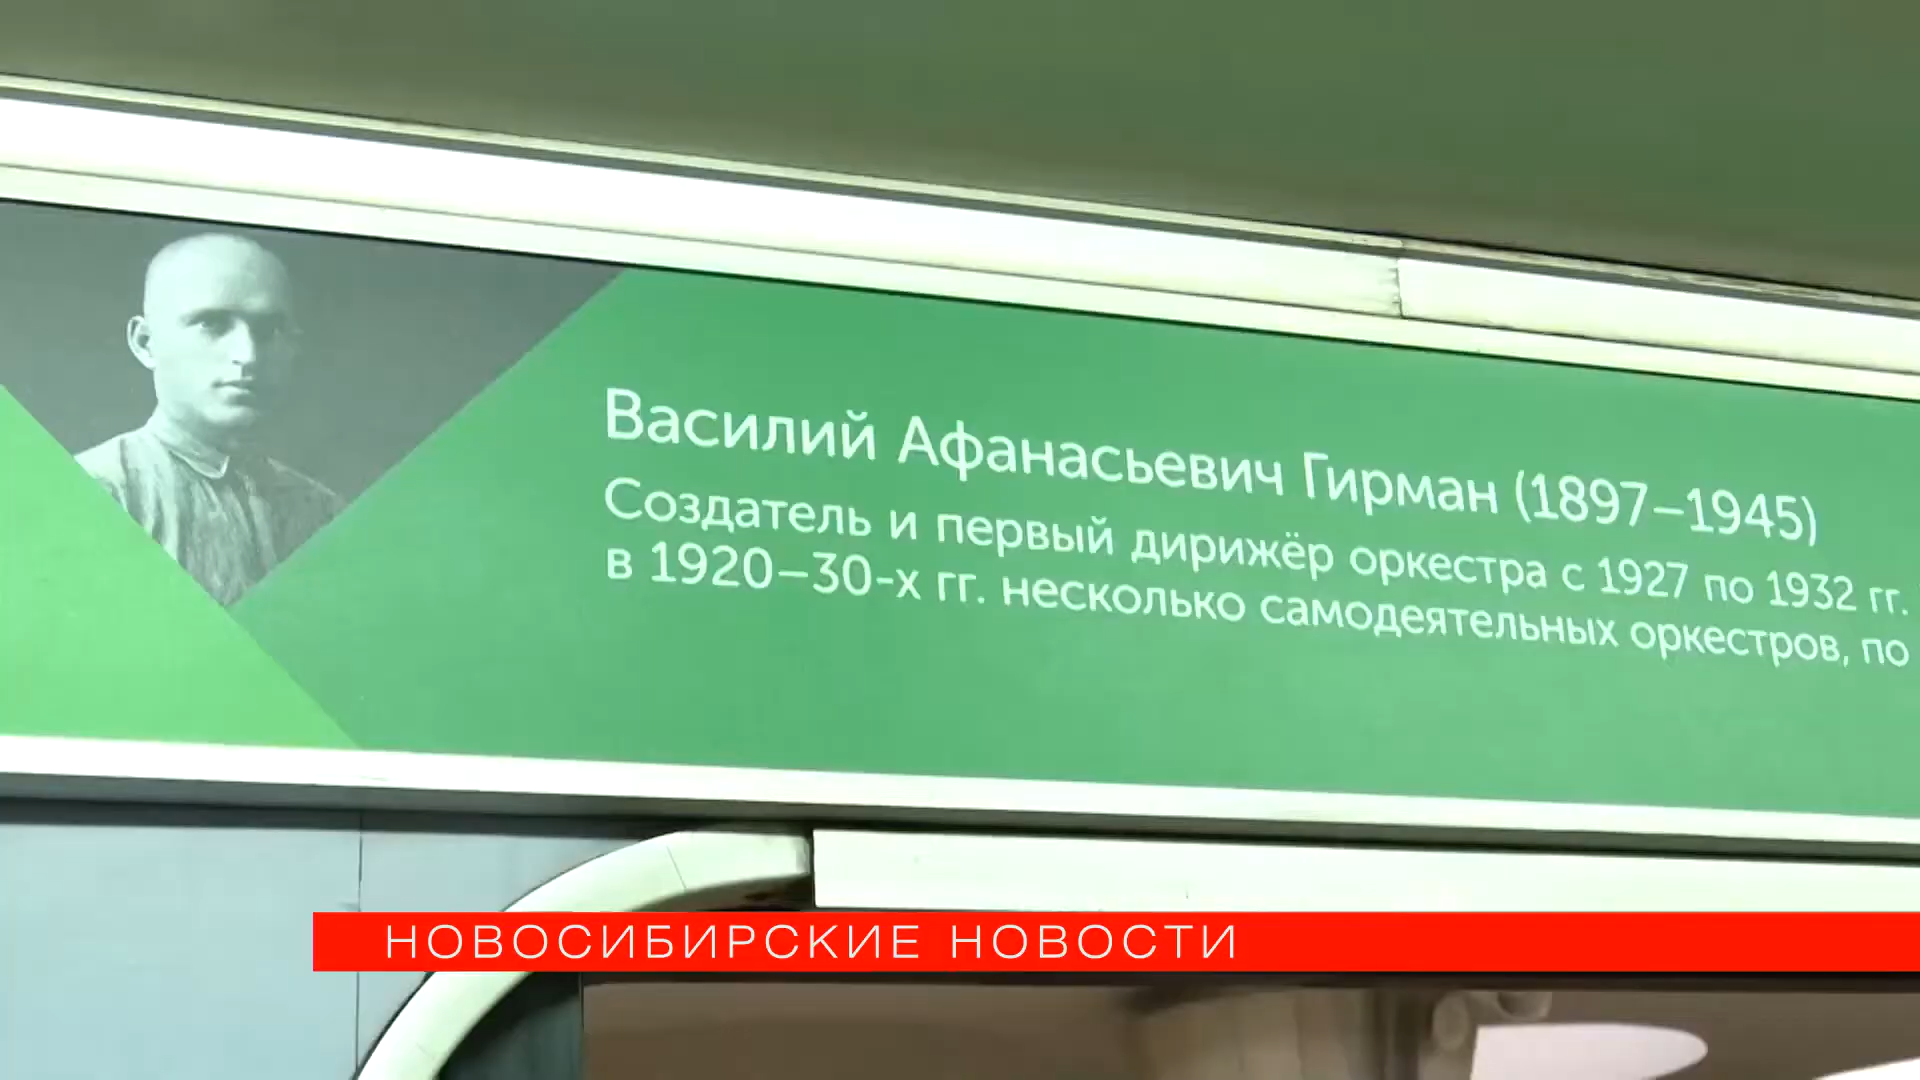 Василий Афанасьевич Гирман (1897–1945)
Создатель и первый дирижёр оркестра с 1927 по 1932 гг.
в 1920–30-х гг. несколько самодеятельных оркестров, по
НОВОСИБИРСКИЕ НОВОСТИ